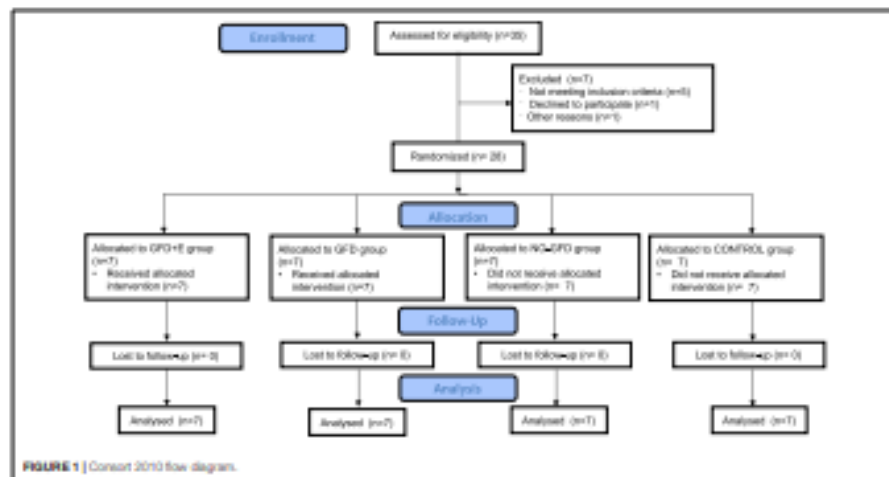 Enrollment
Assessed for eligibility (n=35)
Excluded (n=7)
- Not meeting inclusion criteria (n=5)
- Declined to participate (n=1)
- Other reasons (n=1)
Randomized (n= 28)
Allocation
Allocated to GFD+E group
(n=7)
• Received allocated
intervention (n=7)
Allocated to GFD group
(n=7)
• Received allocated
intervention (n=7)
Allocated to NG-GFD group
(n=7)
• Did not receive allocated
intervention (n= 7)
Allocated to CONTROL group
(n= 7)
• Did not receive allocated
intervention (n= 7)
Follow-Up
Lost to follow-up (n= 0)
Lost to follow-up (n= 0)
Lost to follow-up (n= 0)
Lost to follow-up (n= 0)
Analysis
Analysed (n=7)
Analysed (n=7)
Analysed (n=7)
Analysed (n=7)
FIGURE 1 | Consort 2010 flow diagram.